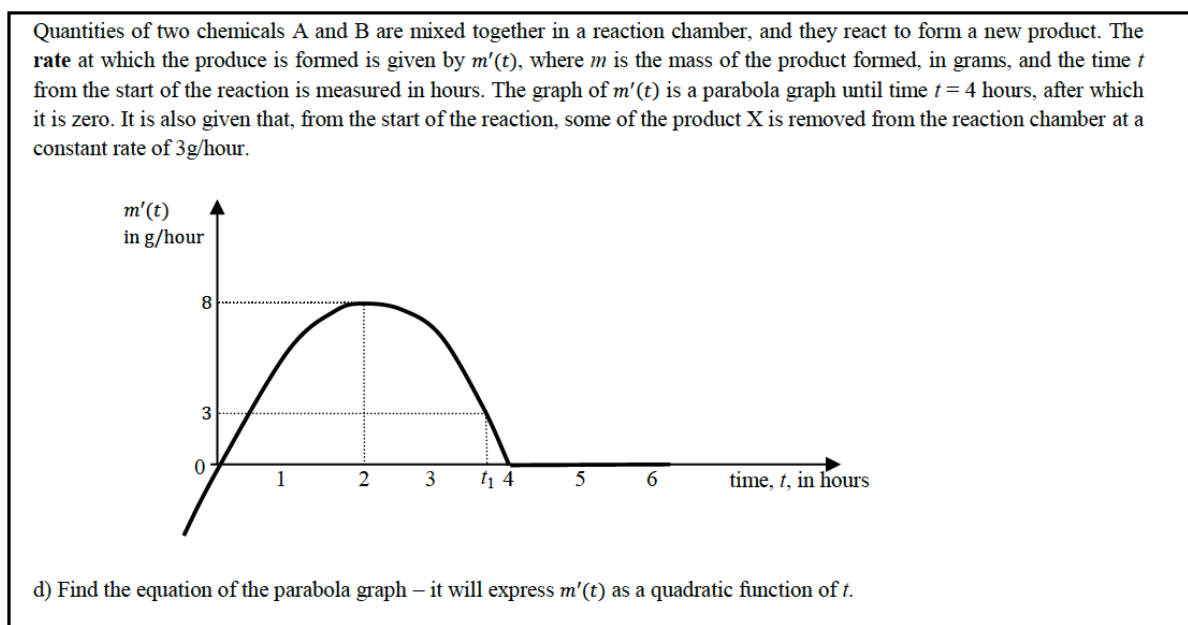 Quantities of two chemicals A and B are mixed together in a reaction chamber, and they react to form a new product. The
rate at which the produce is formed is given by m′(t), where m is the mass of the product formed, in grams, and the time t
from the start of the reaction is measured in hours. The graph of m′(t) is a parabola graph until time t = 4 hours, after which
it is zero. It is also given that, from the start of the reaction, some of the product X is removed from the reaction chamber at a
constant rate of 3g/hour.
m′(t)
in g/hour
8
3
0
1 2 3 t₁ 4 5 6 time, t, in hours
d) Find the equation of the parabola graph – it will express m′(t) as a quadratic function of t.